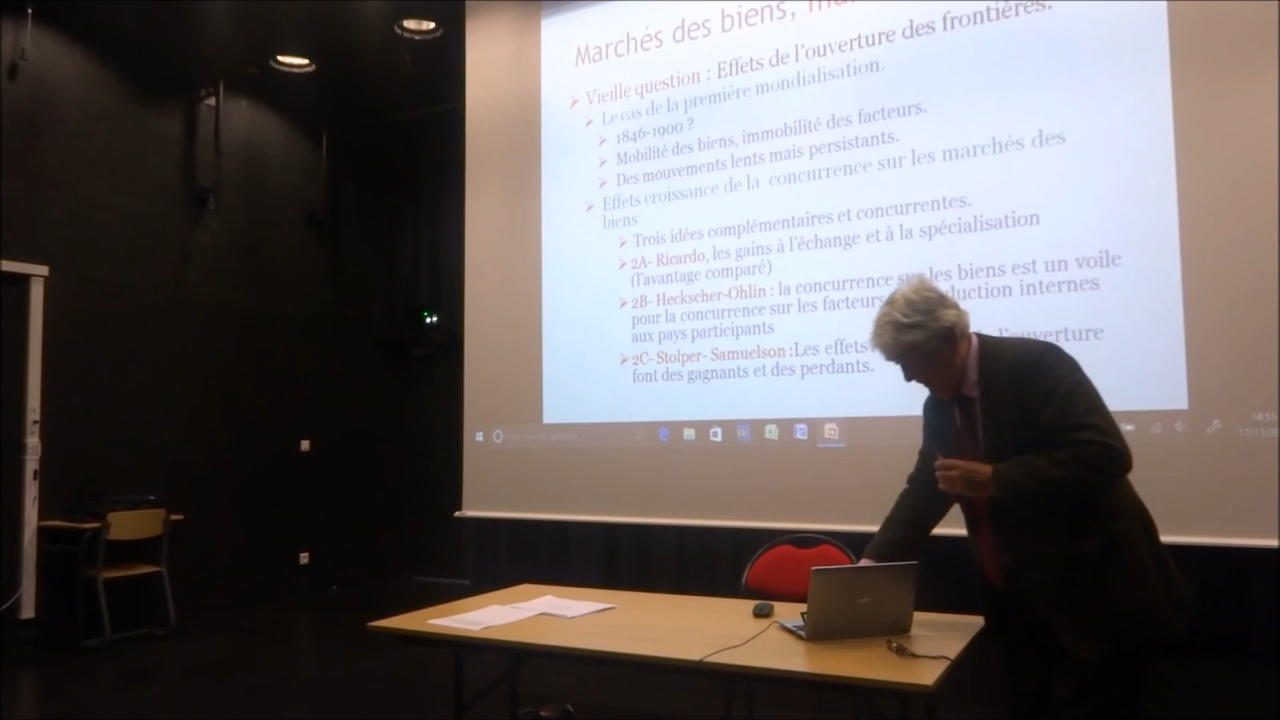 Marchés des biens,
Vieille question : Effets de l'ouverture des frontières.
Le cas de la première mondialisation.
1846-1900 ?
Mobilité des biens, immobilité des facteurs.
Des mouvements lents mais persistants.
Effets croissance de la concurrence sur les marchés des
biens
Trois idées complémentaires et concurrentes.
2A- Ricardo, les gains à l'échange et à la spécialisation
(l'avantage comparé)
2B- Heckscher-Ohlin : la concurrence sur les biens est un voile
pour la concurrence sur les facteurs internes
aux pays participants
2C- Stolper- Samuelson :Les effets l'ouverture
font des gagnants et des perdants.